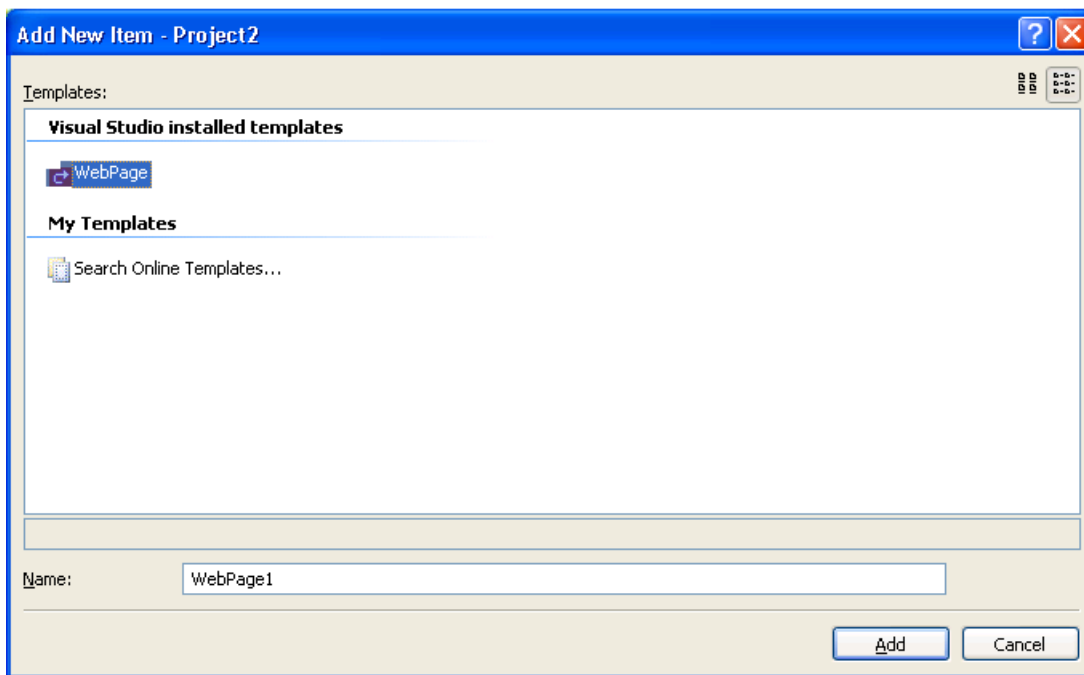 Add New Item - Project2
Templates:
Visual Studio installed templates
WebPage
My Templates
Search Online Templates...
Name: WebPage1
Add Cancel